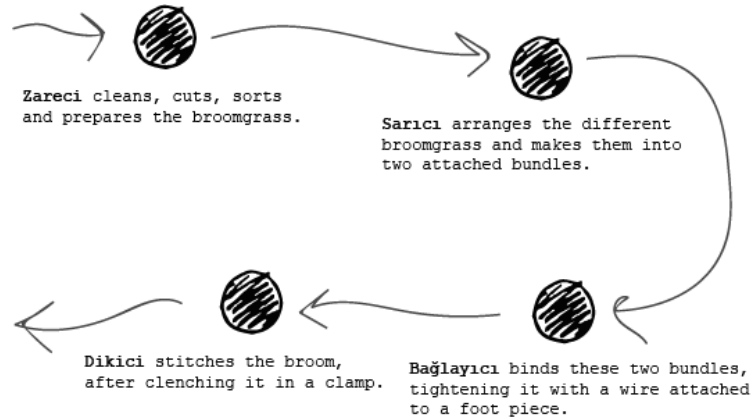 Zareci cleans, cuts, sorts
and prepares the broomgrass.
Sarıcı arranges the different
broomgrass and makes them into
two attached bundles.
Bağlayıcı binds these two bundles,
tightening it with a wire attached
to a foot piece.
Dikici stitches the broom,
after clenching it in a clamp.